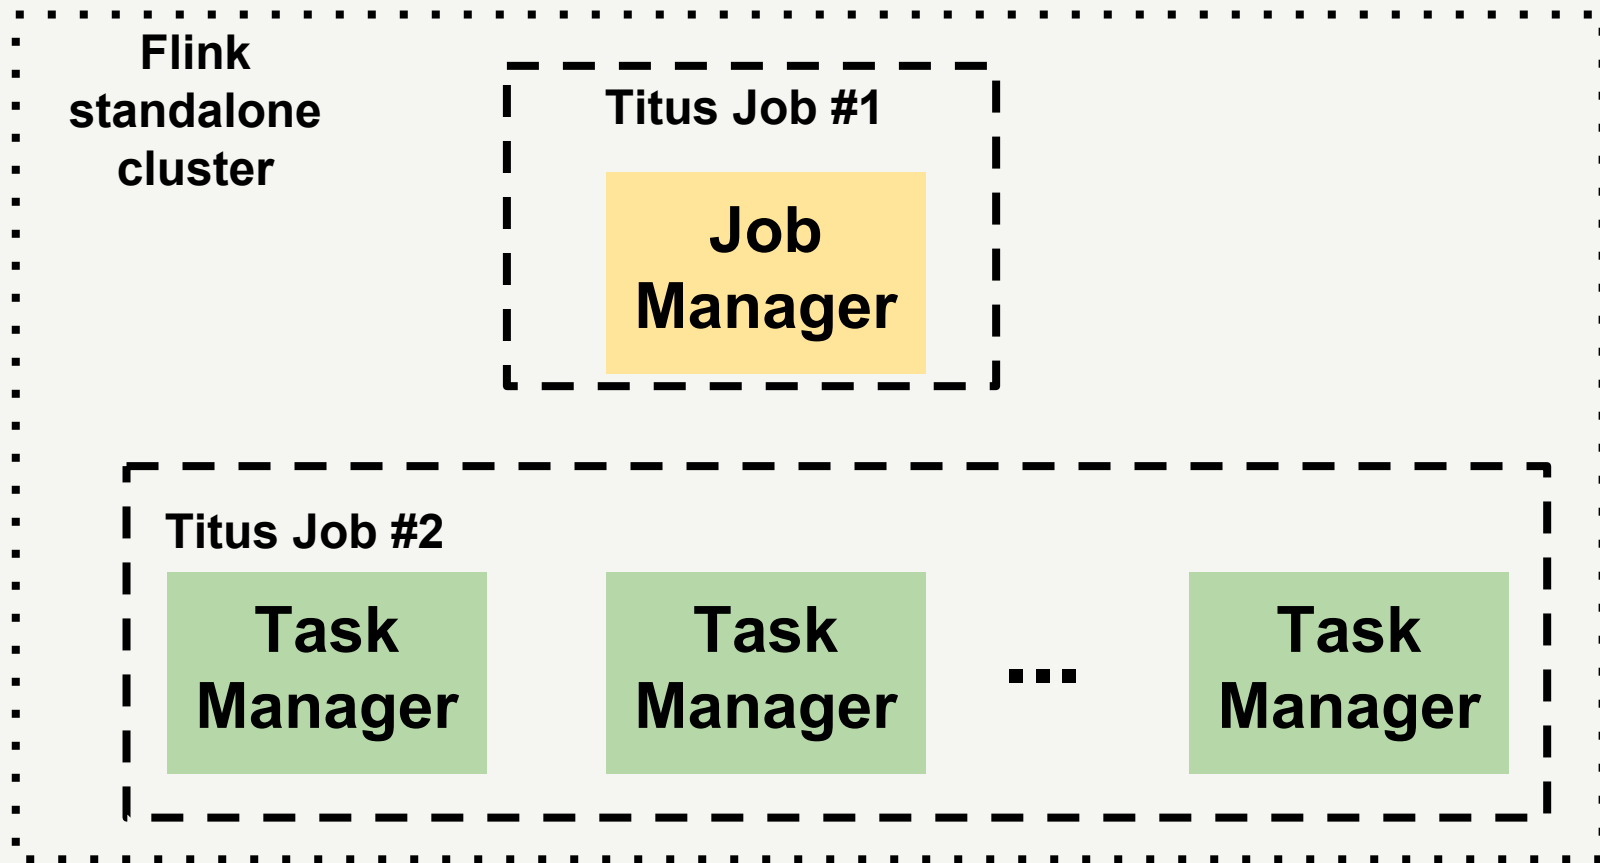 Flink
standalone
cluster
Titus Job #1
Job
Manager
Titus Job #2
Task
Manager
Task
Manager
...
Task
Manager